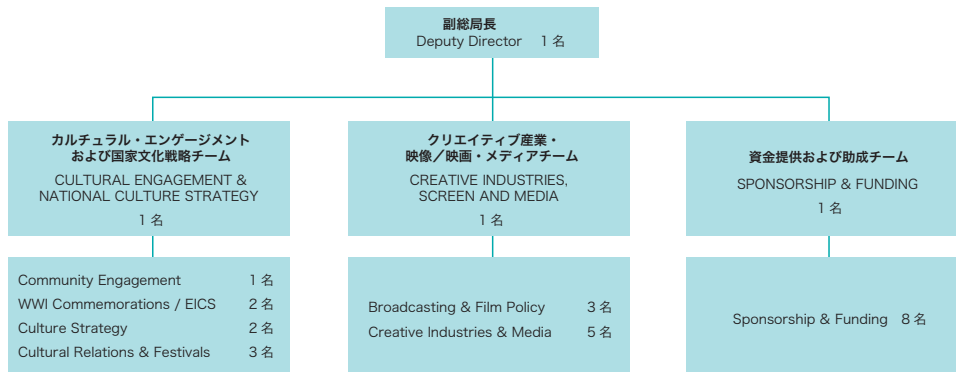 副総局長
Deputy Director 1 名
カルチュラル・エンゲージメント
および国家文化戦略チーム
CULTURAL ENGAGEMENT &
NATIONAL CULTURE STRATEGY
1 名
クリエイティブ産業・
映像／映画・メディアチーム
CREATIVE INDUSTRIES,
SCREEN AND MEDIA
1 名
資金提供および助成チーム
SPONSORSHIP & FUNDING
1 名
Community Engagement 1 名
WWI Commemorations / EICS 2 名
Culture Strategy 2 名
Cultural Relations & Festivals 3 名
Broadcasting & Film Policy 3 名
Creative Industries & Media 5 名
Sponsorship & Funding 8 名